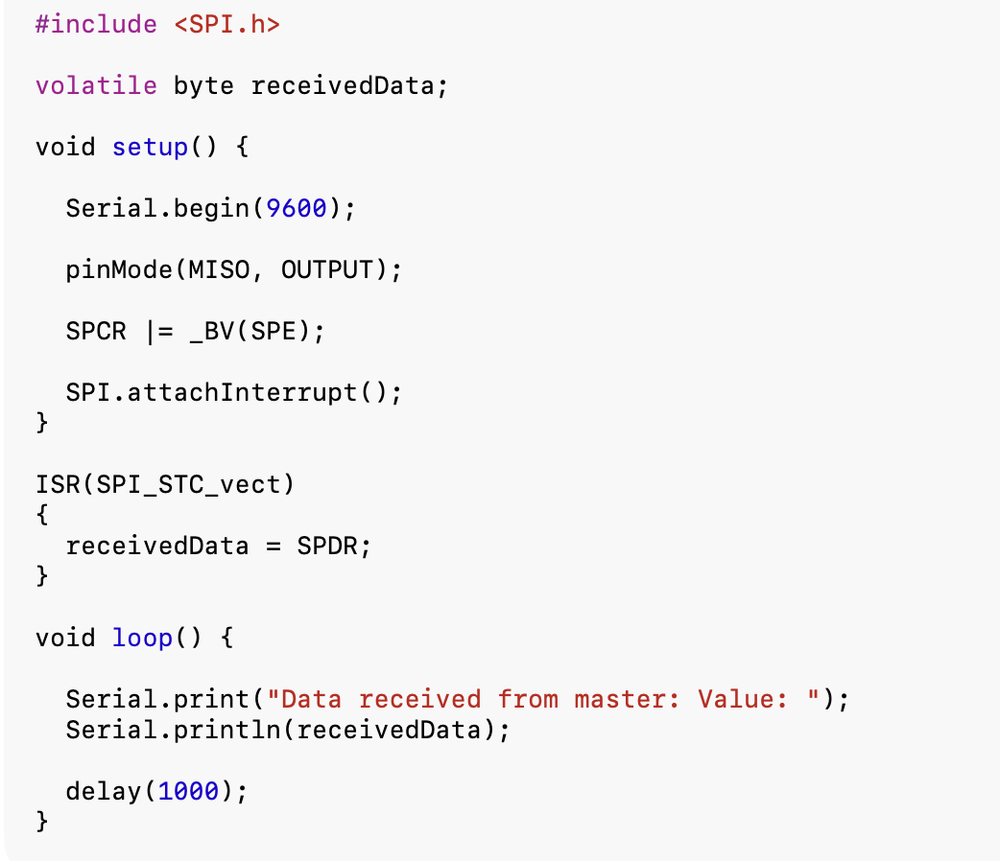 #include <SPI.h>
volatile byte receivedData;
void setup() {
  Serial.begin(9600);
  pinMode(MISO, OUTPUT);
  SPCR |= _BV(SPE);
  SPI.attachInterrupt();
}
ISR(SPI_STC_vect)
{
  receivedData = SPDR;
}
void loop() {
  Serial.print("Data received from master: Value: ");
  Serial.println(receivedData);
  delay(1000);
}